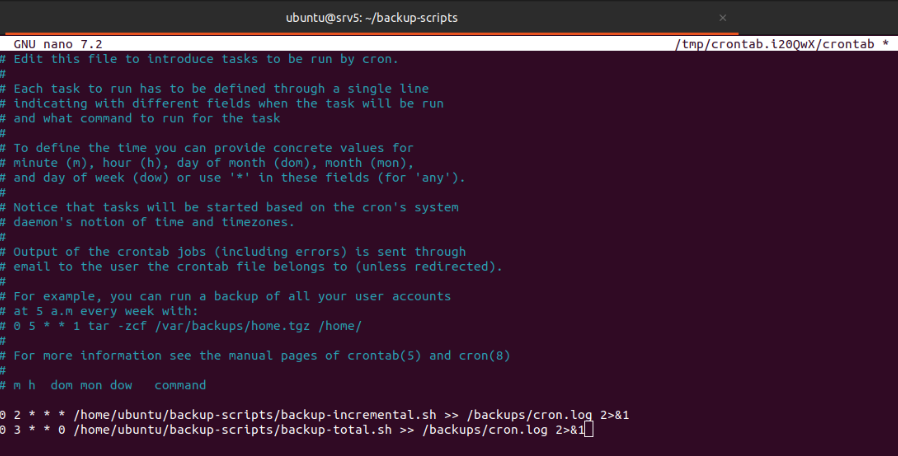 ubuntu@srv5: ~/backup-scripts ×
GNU nano 7.2 /tmp/crontab.i20QwX/crontab *
# Edit this file to introduce tasks to be run by cron.
#
# Each task to run has to be defined through a single line
# indicating with different fields when the task will be run
# and what command to run for the task
#
# To define the time you can provide concrete values for
# minute (m), hour (h), day of month (dom), month (mon),
# and day of week (dow) or use '*' in these fields (for 'any').
#
# Notice that tasks will be started based on the cron's system
# daemon's notion of time and timezones.
#
# Output of the crontab jobs (including errors) is sent through
# email to the user the crontab file belongs to (unless redirected).
#
# For example, you can run a backup of all your user accounts
# at 5 a.m every week with:
# 0 5 * * 1 tar -zcf /var/backups/home.tgz /home/
#
# For more information see the manual pages of crontab(5) and cron(8)
#
# m h  dom mon dow   command
0 2 * * * /home/ubuntu/backup-scripts/backup-incremental.sh >> /backups/cron.log 2>&1
0 3 * * 0 /home/ubuntu/backup-scripts/backup-total.sh >> /backups/cron.log 2>&1